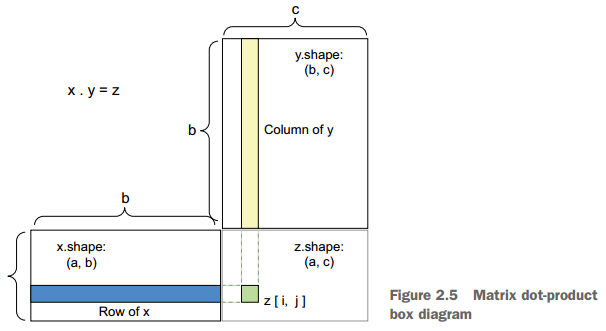 c
y.shape:
(b, c)
x . y = z
b
Column of y
b
x.shape:
(a, b)
z.shape:
(a, c)
z [ i, j ]
Row of x
Figure 2.5 Matrix dot-product
box diagram